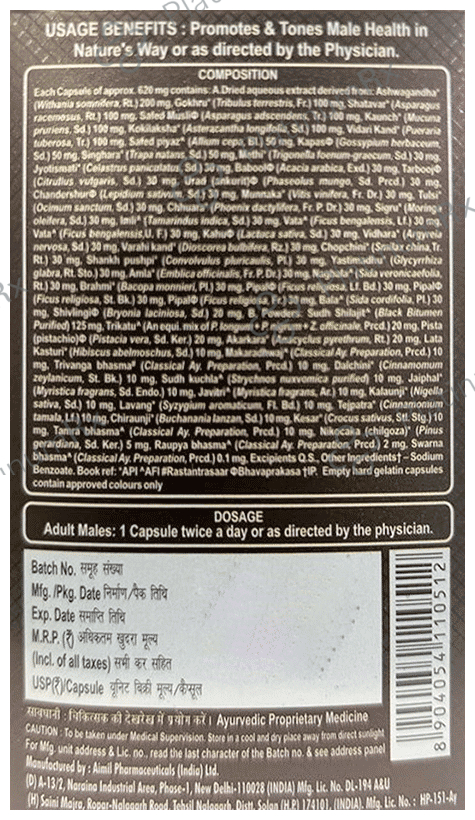 USAGE BENEFITS : Promotes & Tones Male Health in
Nature's Way or as directed by the Physician.
COMPOSITION
Each Capsule of approx. 620 mg contains: A.Dried aqueous extract derived from: Ashwagandha*
(Withania somnifera, Rt.) 200 mg, Gokhru* (Tribulus terrestris, Fr.) 100 mg, Shatavar* (Asparagus
racemosus, Rt.) 100 mg, Safed MusliΦ (Asparagus adscendens, Tr.) 100 mg, Kaunch* (Mucuna
pruriens, Sd.) 100 mg, Kokilaksha* (Asteracantha longifolia, Sd.) 100 mg, Vidari Kand* (Pueraria
tuberosa, Tr.) 100 mg, Safed piyaz* (Allium cepa, Bl.) 50 mg, KapasΦ (Gossypium herbaceum,
Sd.) 50 mg, Singhara* (Trapa natans, Sd.) 50 mg, Methi* (Trigonella foenum-graecum, Sd.) 30 mg,
Jyotismati* (Celastrus paniculatus, Sd.) 30 mg, BaboolΦ (Acacia arabica, Exd.) 30 mg, TarboojΦ
(Citrullus vulgaris, Sd.) 30 mg, Urad (ankurit)Φ (Phaseolus mungo, Sd. Prcd.) 30 mg,
ChandershurΦ (Lepidium sativum, Sd.) 30 mg, Munnaka* (Vitis vinifera, Fr. Dr.) 30 mg, Tulsi*
(Ocimum sanctum, Sd.) 30 mg, Chhuara* (Phoenix dactylifera, Fr. P. Dr.) 30 mg, Sigru* (Moring
oleifera, Sd.) 30 mg, Imli* (Tamarindus indica, Sd.) 30 mg, Vata* (Ficus bengalensis, Lf.) 30 mg,
Vata* (Ficus bengalensis, U. F.) 30 mg, KahuΦ (Lactuca sativa, Sd.) 30 mg, Vidhara* (Argyreia
nervosa, Sd.) 30 mg, Varahi kand* (Dioscorea bulbifera, Rz.) 30 mg, Chopchini* (Smilax china, Tr.
Rt.) 30 mg, Shankh pushpi* (Convolvulus pluricaulis, Pl.) 30 mg, Yastimadhu* (Glycyrrhiza
glabra, Rt. Sto.) 30 mg, Amla* (Emblica officinalis, Fr. P. Dr.) 30 mg, Nagbala* (Sida veronicaefolia,
Rt.) 30 mg, Brahmi* (Bacopa monneri, Pl.) 30 mg, PipalΦ (Ficus religiosa, Lf. Bd.) 30 mg, PipalΦ
(Ficus religiosa, St. Bk.) 30 mg, PipalΦ (Ficus religiosa, Fr.) 30 mg, Bala* (Sida cordifolia, Pl.) 30
mg, ShivlingiΦ (Bryonia laciniosa, Sd.) 20 mg, B. Powders: Sudh Shilajit* (Black Bitumen
Purified) 125 mg, Trikatu* (An equi. mix of P. longum, P. nigrum & Z. officinale, Prcd.) 20 mg, Pista
(pistachio)Φ (Pistacia vera, Sd. Ker.) 20 mg, Akarkara* (Anacyclus pyrethrum, Rt.) 20 mg, Lata
Kasturi* (Hibiscus abelmoschus, Sd.) 10 mg, Makaradhwaj* (Classical Ay. Preparation, Prcd.) 10
mg, Trivanga bhasma* (Classical Ay. Preparation, Prcd.) 10 mg, Dalchini* (Cinnamomum
zeylanicum, St. Bk.) 10 mg, Sudh kuchla* (Strychnos nuxvomica purified) 10 mg, Jaiphal*
(Myristica fragrans, Sd. Endo.) 10 mg, Javitri* (Myristica fragrans, Ar.) 10 mg, Kalaunji* (Nigella
sativa, Sd.) 10 mg, Lavang* (Syzygium aromaticum, Fl. Bd.) 10 mg, Tejpatra* (Cinnamomum
tamala, Lf.) 10 mg, Chiraunji* (Buchanania lanzan, Sd.) 10 mg, Kesar* (Crocus sativus, Stl. Stg.) 10
mg, Tamra bhasma* (Classical Ay. Preparation, Prcd.) 10 mg, Nikocaka (chilgoza)* (Pinus
gerardiana, Sd. Ker.) 5 mg, Raupya bhasma* (Classical Ay. Preparation, Prcd.) 2 mg, Swarna
bhasma* (Classical Ay. Preparation, Prcd.) 0.1 mg, Excipients Q.S., Other Ingredients† – Sodium
Benzoate. Book ref: *API ^AFI #Rastantrasaar ΦBhavaprakasa †IP. Empty hard gelatin capsules
contain approved colours only
DOSAGE
Adult Males: 1 Capsule twice a day or as directed by the physician.
Batch No. समूह संख्या
Mfg. /Pkg. Date निर्माण/पैक तिथि
Exp. Date समाप्ति तिथि
M.R.P. (₹) अधिकतम खुदरा मूल्य
(Incl. of all taxes) सभी कर सहित
USP(₹)/Capsule यूनिट बिक्री मूल्य /कैप्सूल
8 904054 110512
सावधानी : चिकित्सक की देखरेख में प्रयोग करें। Ayurvedic Proprietary Medicine
CAUTION : To be taken under Medical Supervision. Store in a cool and dry place away from direct sunlight
For Mfg. unit address & Lic. no., read the last character of the Batch no. & see address panel
Manufactured by : Aimil Pharmaceuticals (India) Ltd.
(D) A-13/2, Naraina Industrial Area, Phase-1, New Delhi-110028 (INDIA) Mfg. Lic. No. DL-194 A&U
(H) Saini Majra, Ropar-Nalagarh Road, Tehsil Nalagarh, Distt. Solan (H.P.) 174101, (INDIA). Mfg. Lic. No. : HP-151-Ay